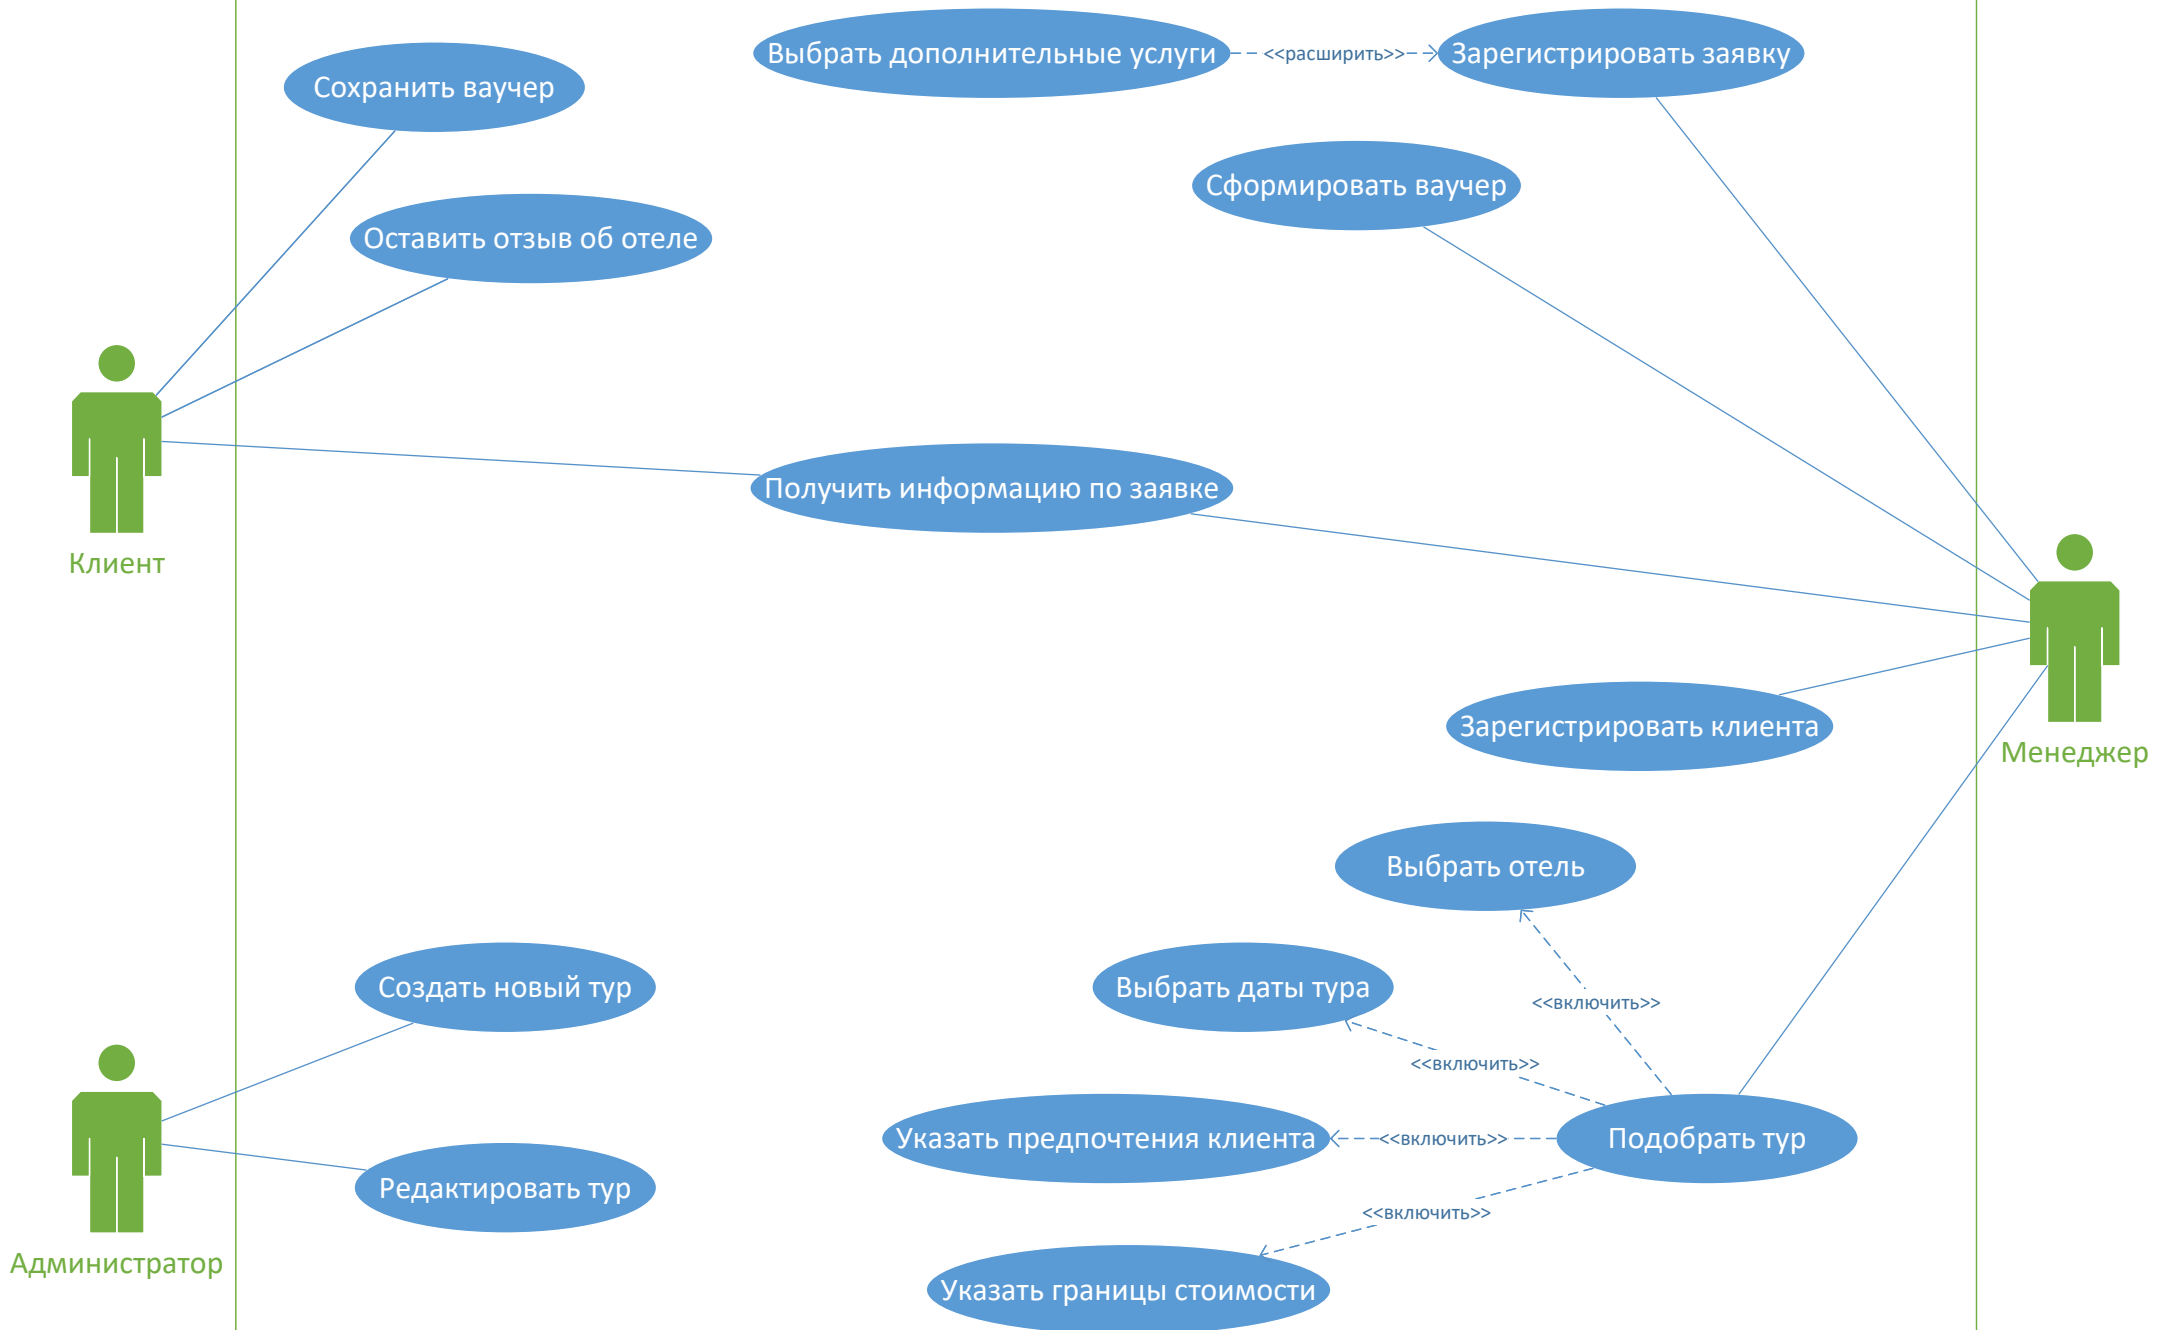 Выбрать дополнительные услуги
<<расширить>>
Зарегистрировать заявку
Сохранить ваучер
Сформировать ваучер
Оставить отзыв об отеле
Получить информацию по заявке
Клиент
Зарегистрировать клиента
Менеджер
Выбрать отель
Создать новый тур
Выбрать даты тура
<<включить>>
<<включить>>
Указать предпочтения клиента
<<включить>>
Подобрать тур
Редактировать тур
<<включить>>
Администратор
Указать границы стоимости